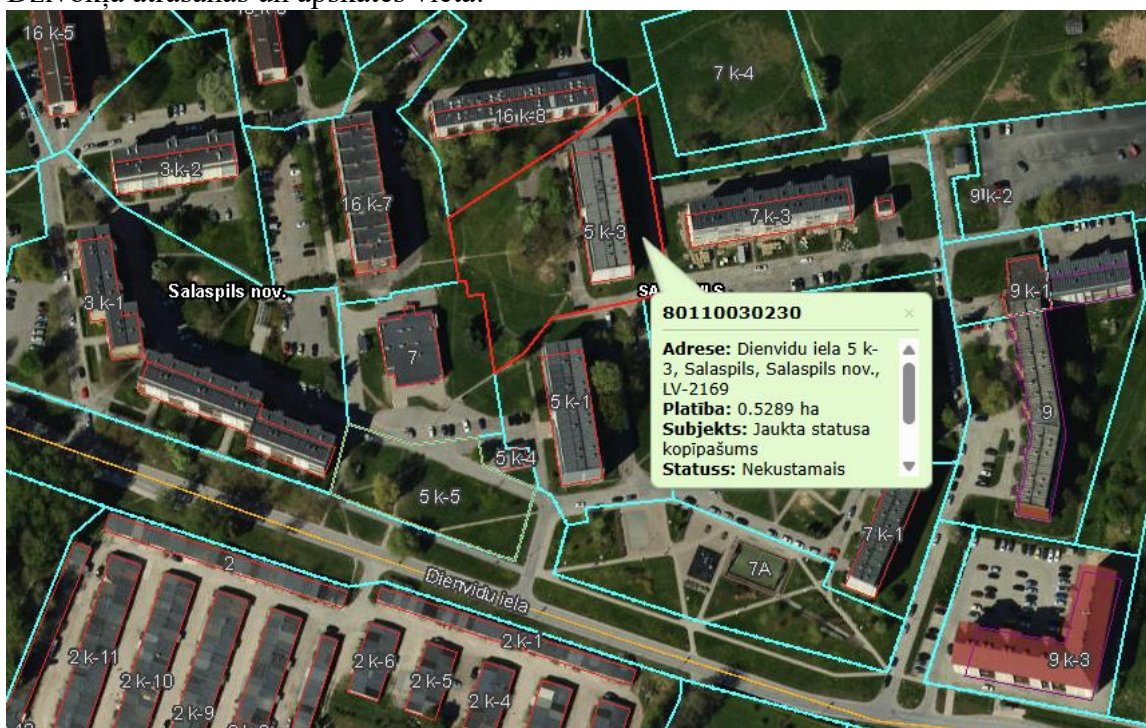 Dzīvokļa atrašanās un apskates vieta:
16 k-5
7 k-4
16 k-8
3 k-2
16 k-7
9 k-2
7 k-3
5 k-3
3 k-1
Salaspils nov.
9 k-1
80110030230
Adrese: Dienvidu iela 5 k-
3, Salaspils, Salaspils nov.,
LV-2169
Platība: 0.5289 ha
Subjekts: Jaukta statusa
kopīpašums
Statuss: Nekustamais
7
5 k-1
9
5 k-4
5 k-5
7 k-1
7A
2
Dienvidu iela
2 k-1
2 k-11
2 k-6
2 k-10
2 k-5
2 k-4
9 k-3
2 k-9